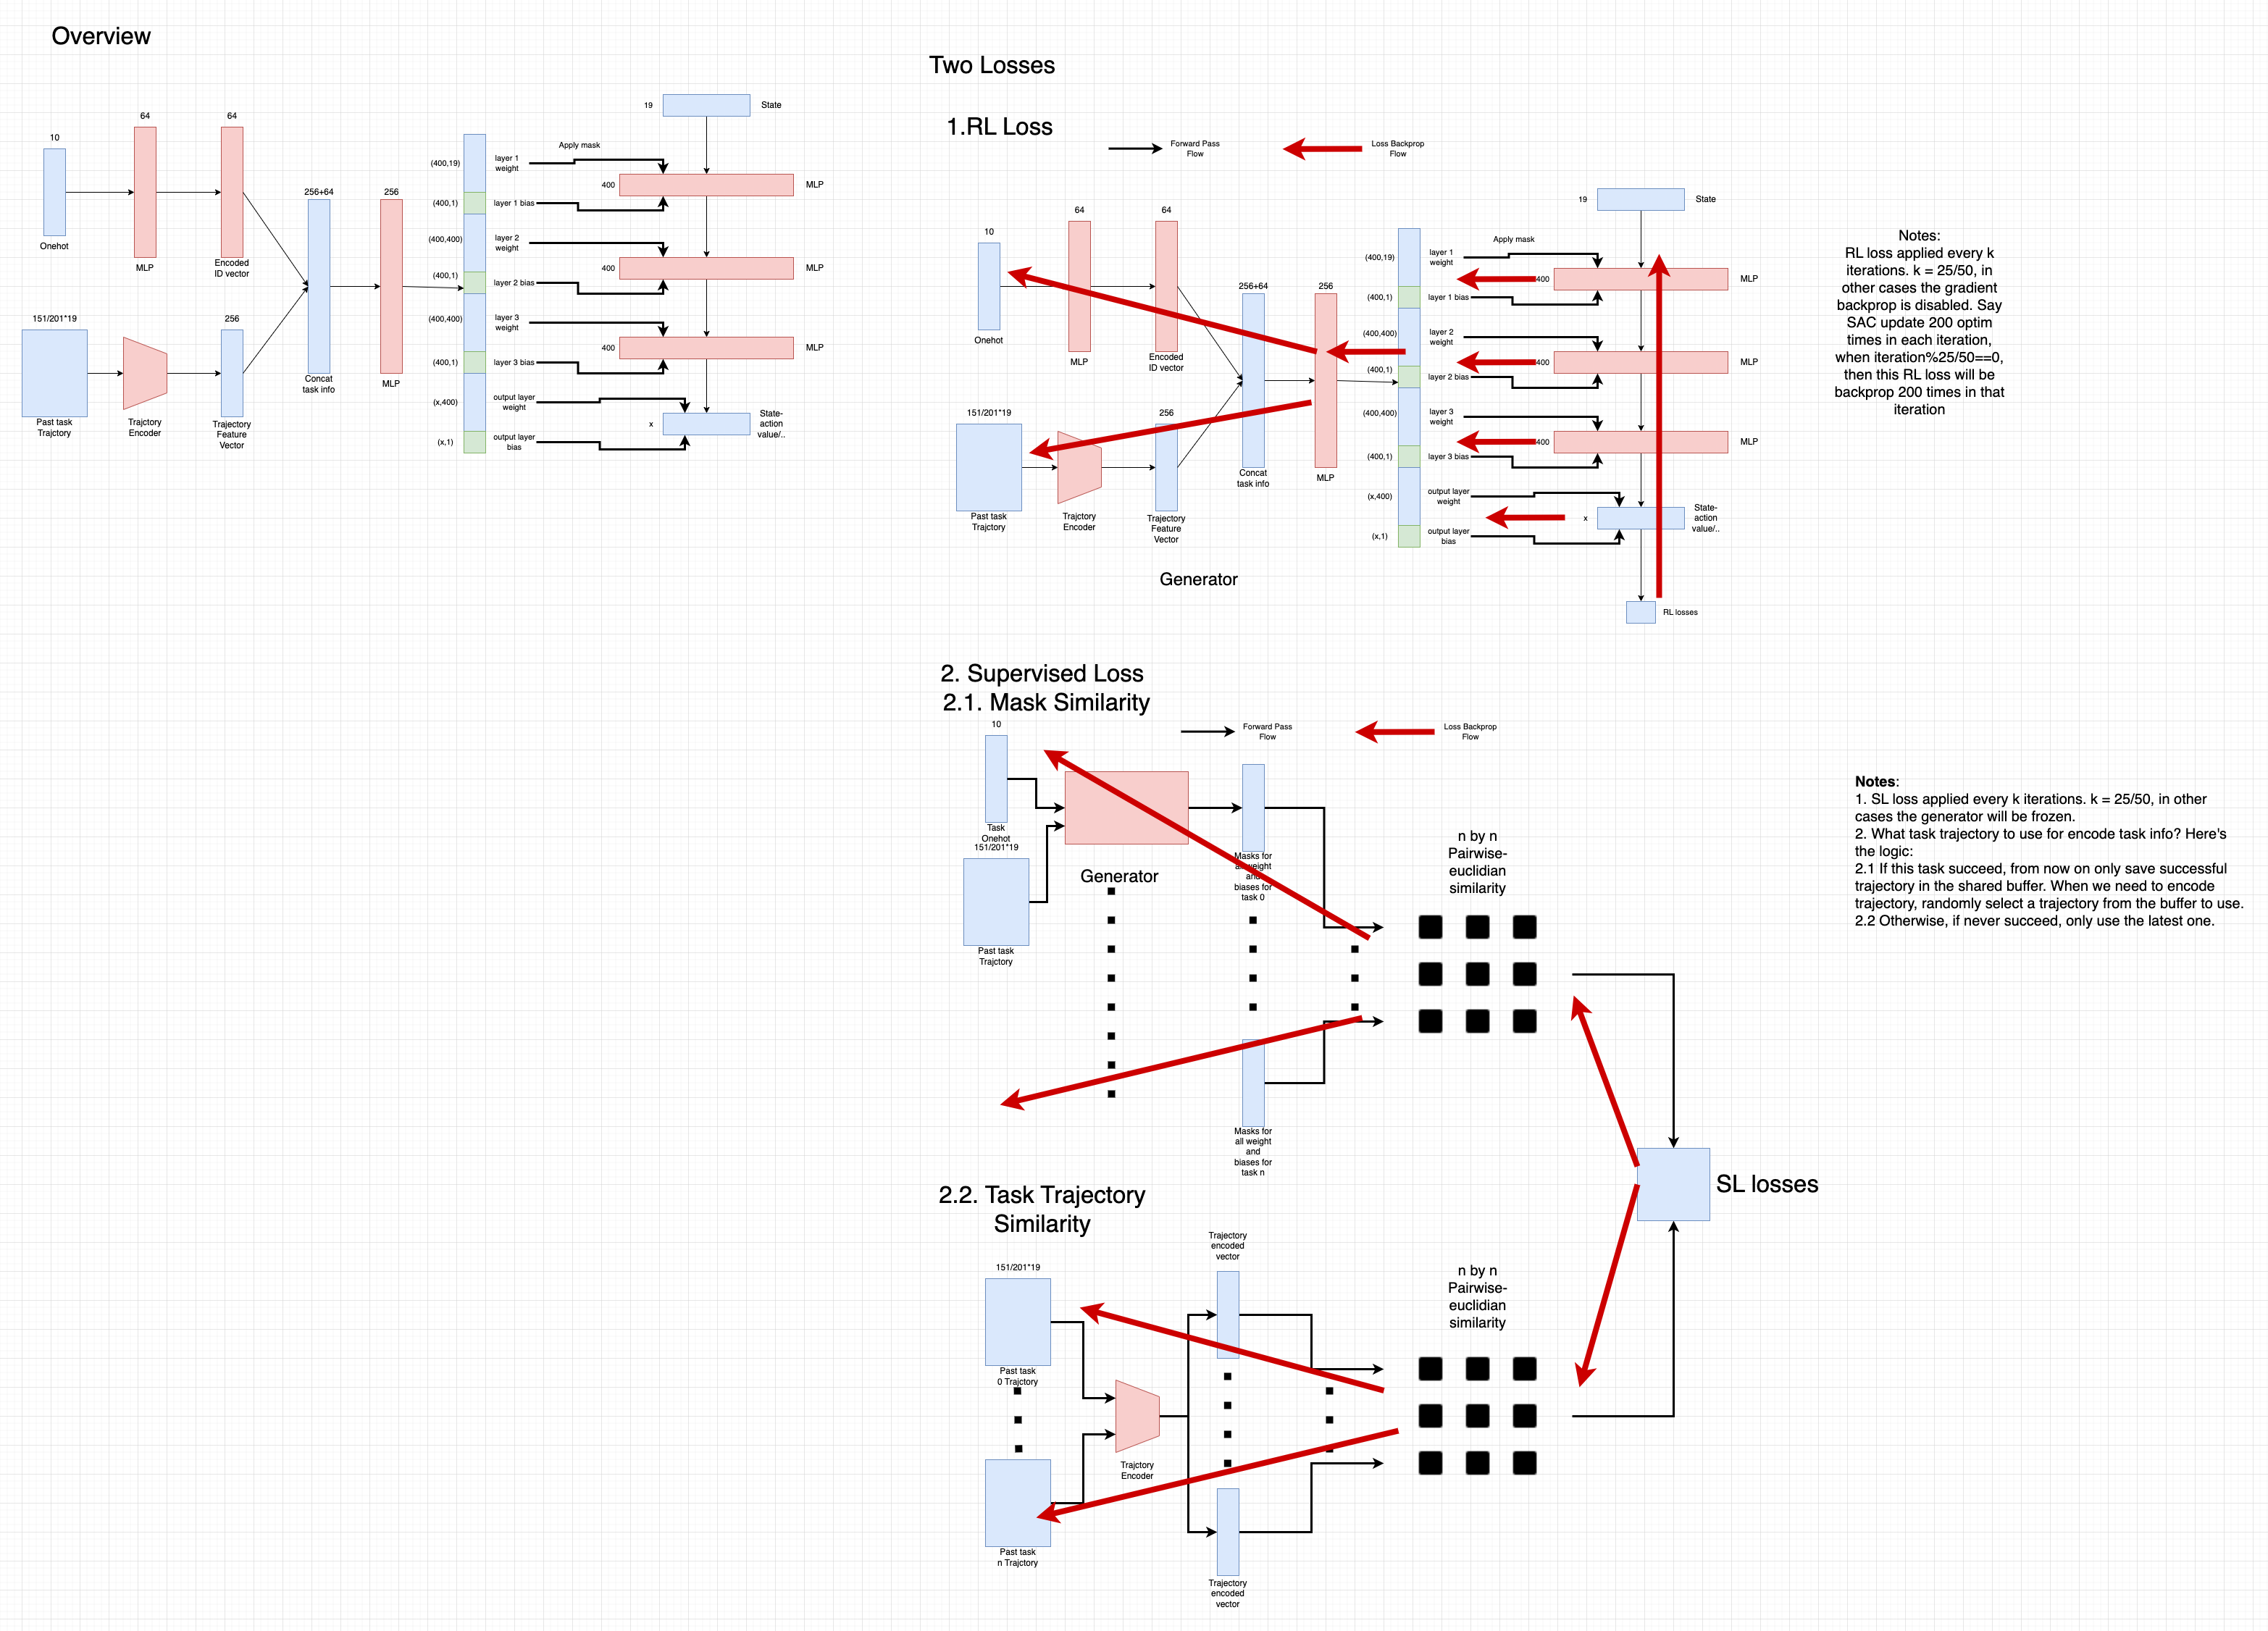 Overview
19
State
64
64
10
Apply mask
(400,19)
layer 1
weight
400
MLP
256+64
256
(400,1)
layer 1 bias
(400,400)
layer 2
weight
Onehot
MLP
Encoded
ID vector
400
MLP
(400,1)
layer 2 bias
151/201*19
256
(400,400)
layer 3
weight
400
MLP
(400,1)
layer 3 bias
Concat
task info
MLP
(x,400)
output layer
weight
x
State-
action
value/..
Past task
Trajctory
Trajctory
Encoder
Trajectory
Feature
Vector
(x,1)
output layer
bias
Two Losses
1.RL Loss
Forward Pass
Flow
Loss Backprop
Flow
19
State
64
64
10
Apply mask
(400,19)
layer 1
weight
400
MLP
256+64
256
(400,1)
layer 1 bias
(400,400)
layer 2
weight
Onehot
MLP
Encoded
ID vector
400
MLP
(400,1)
layer 2 bias
151/201*19
256
(400,400)
layer 3
weight
400
MLP
(400,1)
layer 3 bias
Concat
task info
MLP
(x,400)
output layer
weight
x
State-
action
value/..
Past task
Trajctory
Trajctory
Encoder
Trajectory
Feature
Vector
(x,1)
output layer
bias
Generator
RL losses
Notes:
RL loss applied every k
iterations. k = 25/50, in
other cases the gradient
backprop is disabled. Say
SAC update 200 optim
times in each iteration,
when iteration%25/50==0,
then this RL loss will be
backprop 200 times in that
iteration
2. Supervised Loss
2.1. Mask Similarity
10
Forward Pass
Flow
Loss Backprop
Flow
Task
Onehot
151/201*19
Generator
Masks for
all weight
and
biases for
task 0
Past task
Trajctory
n by n
Pairwise-
euclidian
similarity
Masks for
all weight
and
biases for
task n
Notes:
1. SL loss applied every k iterations. k = 25/50, in other
cases the generator will be frozen.
2. What task trajectory to use for encode task info? Here's
the logic:
2.1 If this task succeed, from now on only save successful
trajectory in the shared buffer. When we need to encode
trajectory, randomly select a trajectory from the buffer to use.
2.2 Otherwise, if never succeed, only use the latest one.
SL losses
2.2. Task Trajectory
Similarity
Trajectory
encoded
vector
151/201*19
n by n
Pairwise-
euclidian
similarity
Past task
0 Trajctory
Trajctory
Encoder
Past task
n Trajctory
Trajectory
encoded
vector